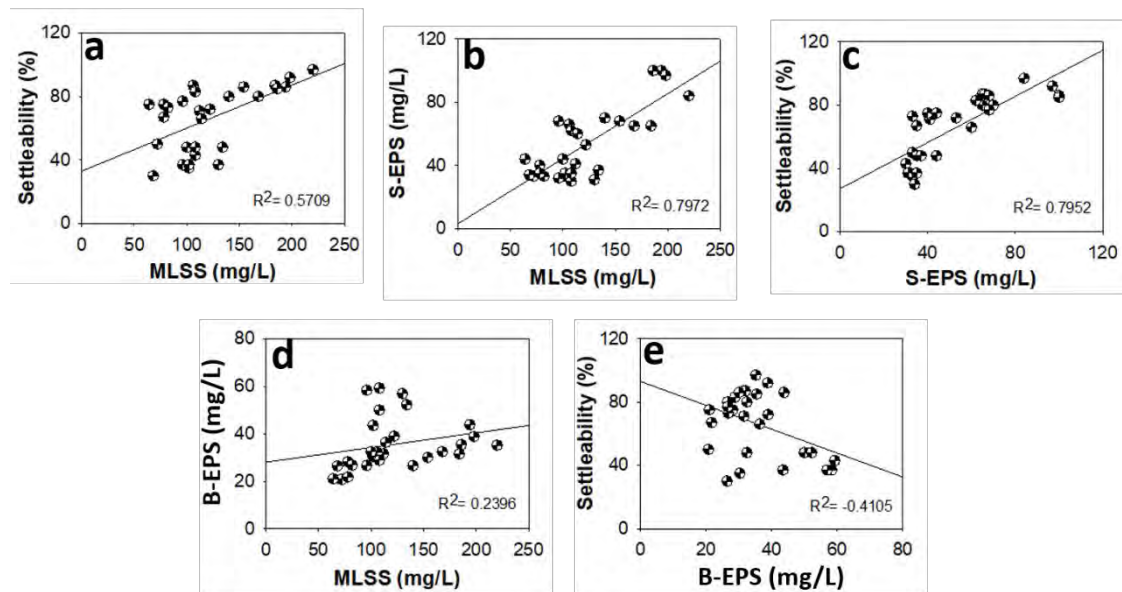 a
Settleability (%)
120
80
40
0
R2= 0.5709
0 50 100 150 200 250
MLSS (mg/L)
b
S-EPS (mg/L)
120
80
40
0
R2= 0.7972
0 50 100 150 200 250
MLSS (mg/L)
c
Settleability (%)
120
80
40
0
R2= 0.7952
0 40 80 120
S-EPS (mg/L)
d
B-EPS (mg/L)
80
60
40
20
0
R2= 0.2396
0 50 100 150 200 250
MLSS (mg/L)
e
Settleability (%)
120
80
40
0
R2= -0.4105
0 20 40 60 80
B-EPS (mg/L)